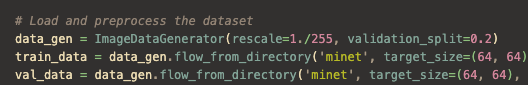 # Load and preprocess the dataset
data_gen = ImageDataGenerator(rescale=1./255, validation_split=0.2)
train_data = data_gen.flow_from_directory('minet', target_size=(64, 64)
val_data = data_gen.flow_from_directory('minet', target_size=(64, 64),